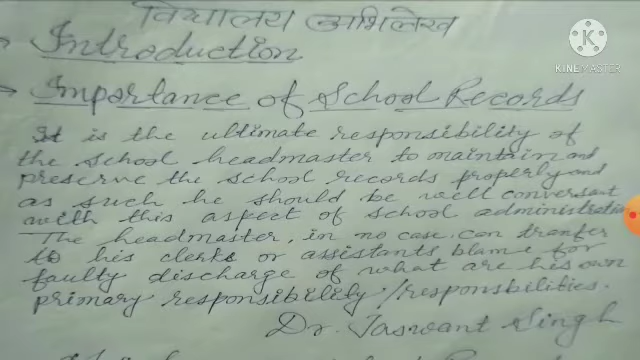 विद्यालय अभिलेख
Introduction
KINEMASTER
Importance of School Records
It is the ultimate responsibility of
the school headmaster to maintain and
preserve the school records properly and
as such he should be well conversant
with this aspect of school administration
The headmaster, in no case, can tranfer
to his clerks or assistants blame for
faulty discharge of what are his own
primary responsibility/responsbilities.
Dr. Jaswant Singh